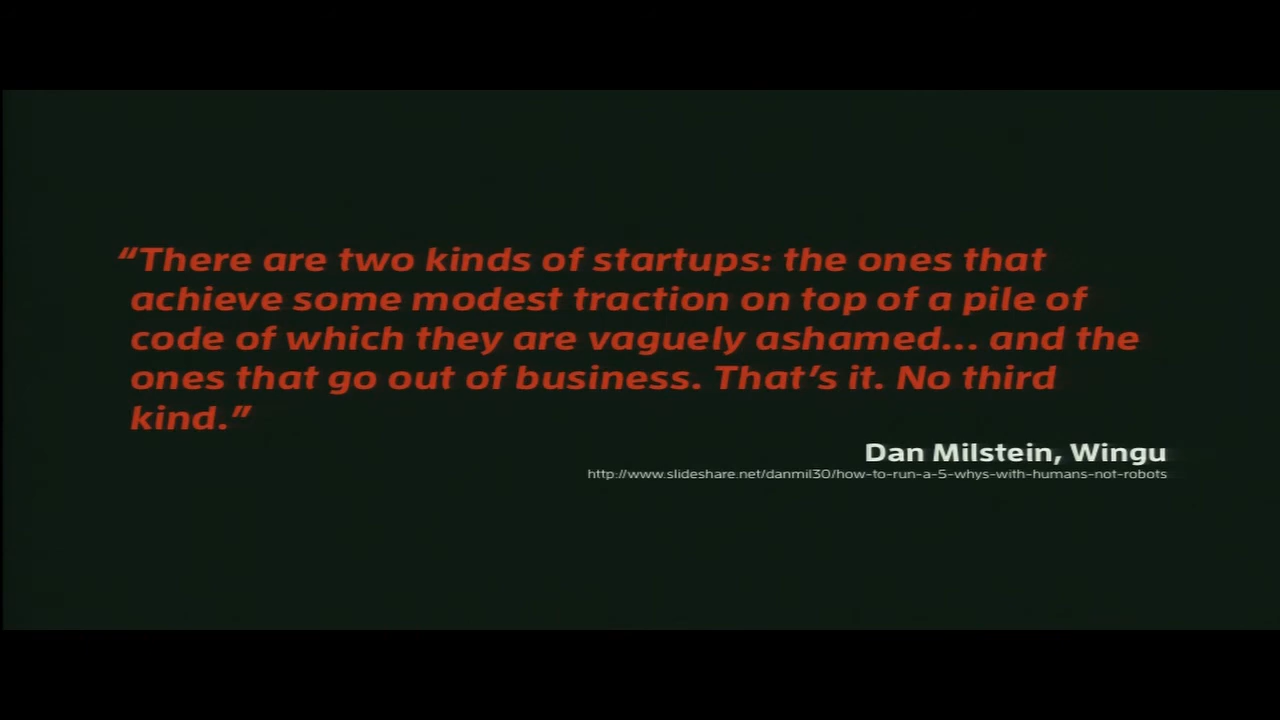 “There are two kinds of startups: the ones that
achieve some modest traction on top of a pile of
code of which they are vaguely ashamed... and the
ones that go out of business. That’s it. No third
kind.”
Dan Milstein, Wingu
http://www.slideshare.net/danmil30/how-to-run-a-5-whys-with-humans-not-robots